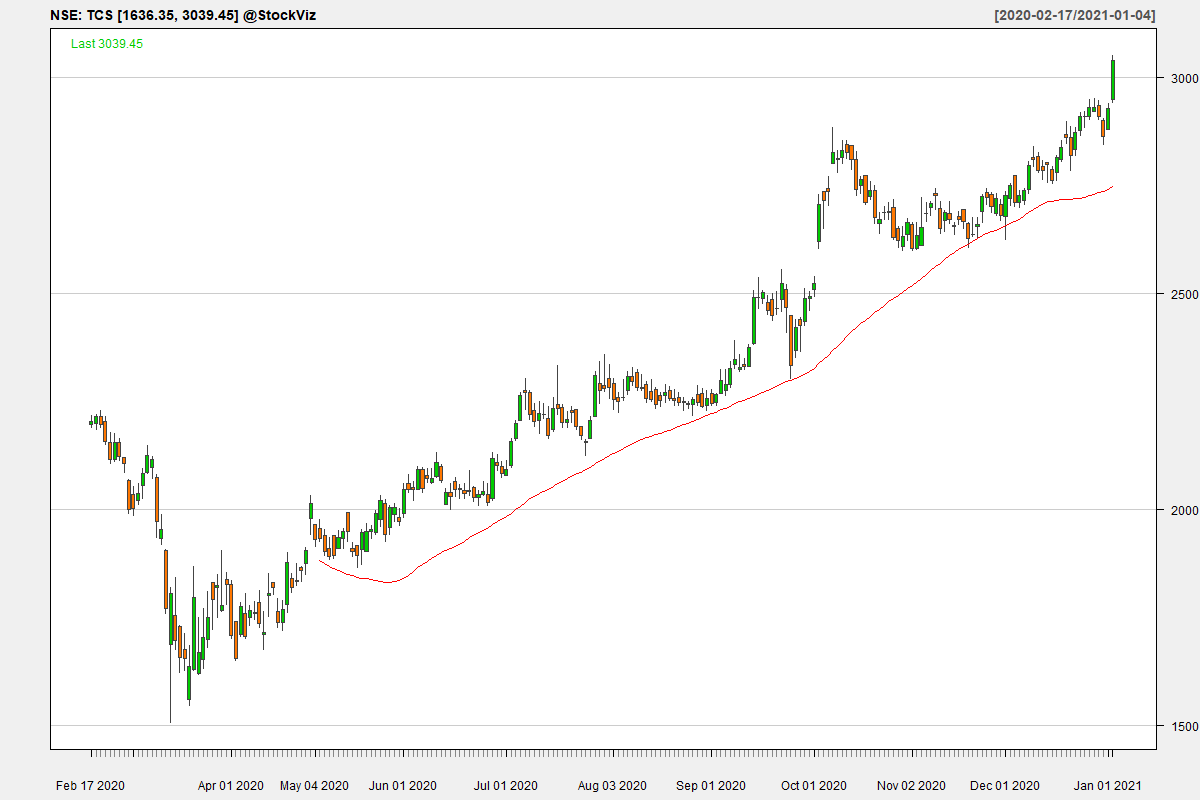 NSE: TCS [1636.35, 3039.45] @StockViz [2020-02-17/2021-01-04]
Last 3039.45
3000
2500
2000
1500
Feb 17 2020 Apr 01 2020 May 04 2020 Jun 01 2020 Jul 01 2020 Aug 03 2020 Sep 01 2020 Oct 01 2020 Nov 02 2020 Dec 01 2020 Jan 01 2021